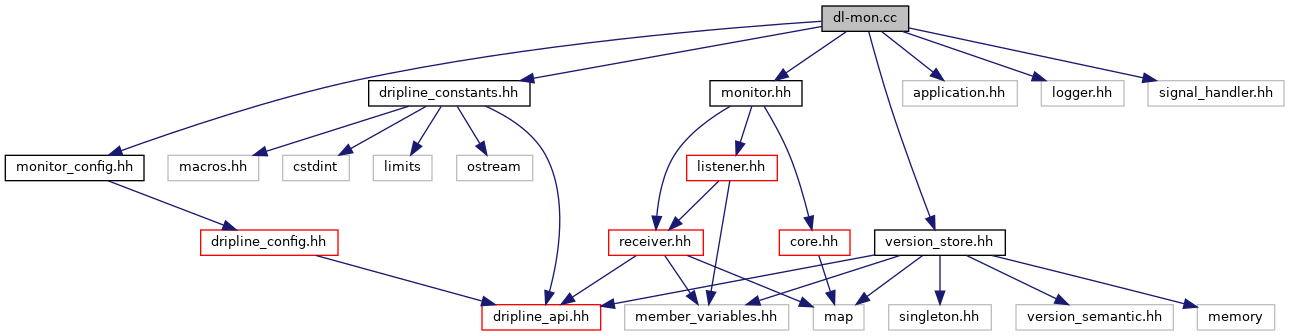 dl-mon.cc
dripline_constants.hh
monitor.hh
application.hh
logger.hh
signal_handler.hh
monitor_config.hh
macros.hh
cstdint
limits
ostream
listener.hh
dripline_config.hh
receiver.hh
core.hh
version_store.hh
dripline_api.hh
member_variables.hh
map
singleton.hh
version_semantic.hh
memory